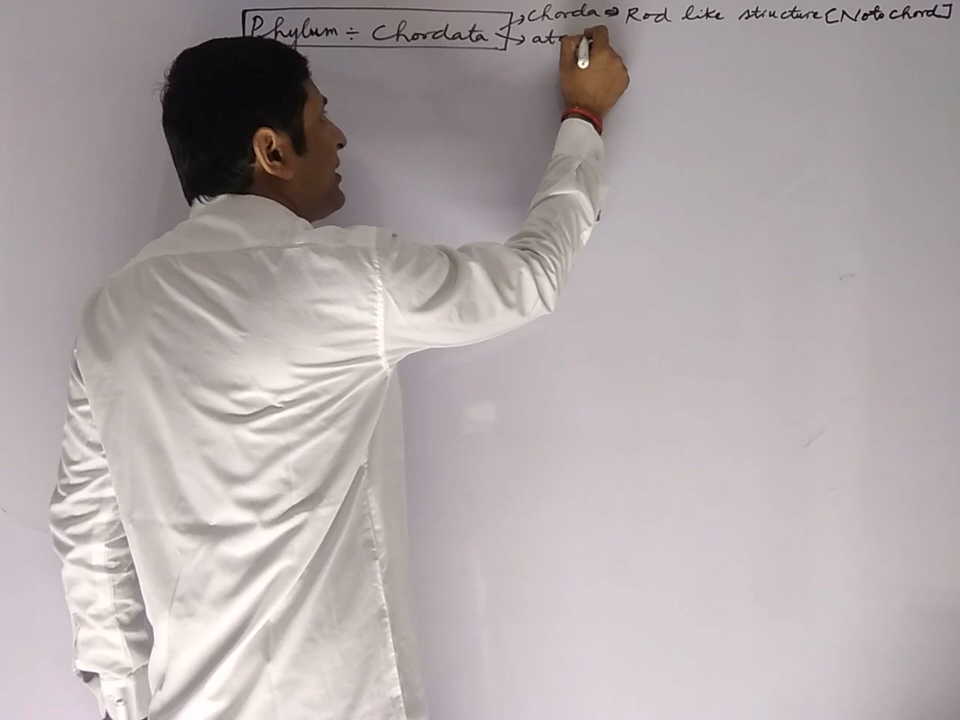 Phylum ÷ Chordata → chorda ⇒ Rod like structure [Notochord]
→ ata